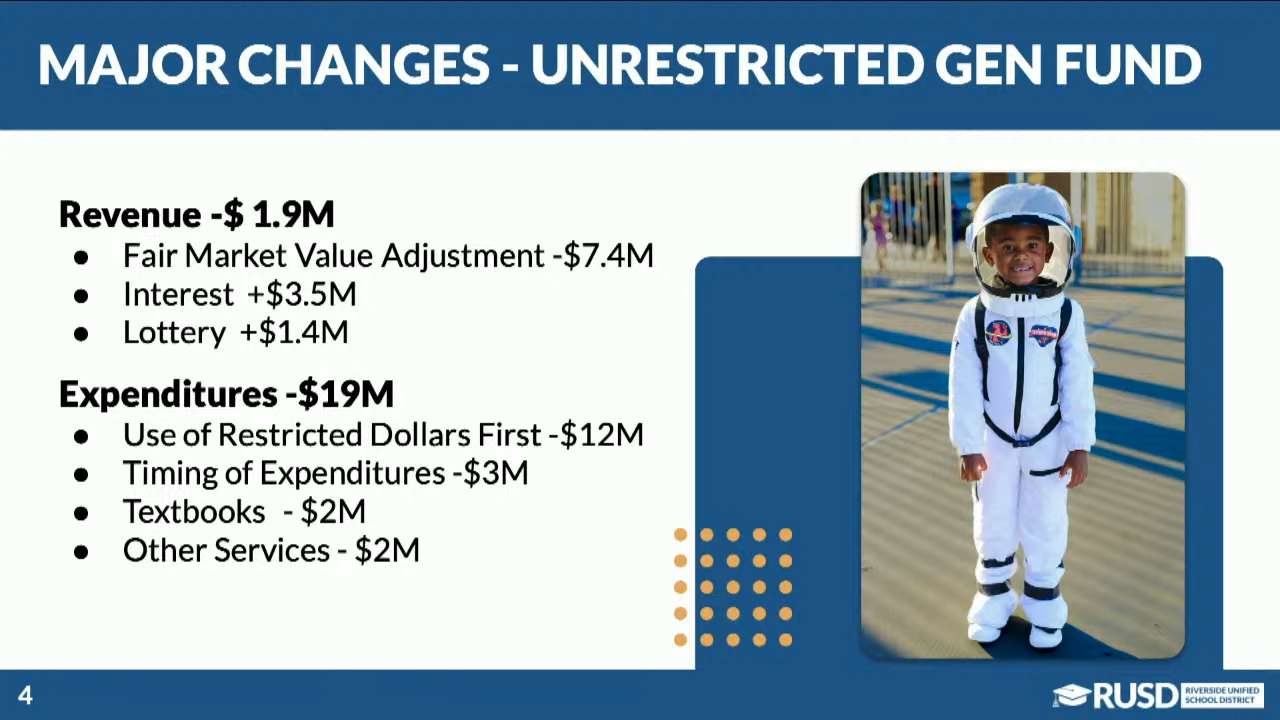 MAJOR CHANGES - UNRESTRICTED GEN FUND
Revenue -$ 1.9M
● Fair Market Value Adjustment -$7.4M
● Interest +$3.5M
● Lottery +$1.4M
Expenditures -$19M
● Use of Restricted Dollars First -$12M
● Timing of Expenditures -$3M
● Textbooks - $2M
● Other Services - $2M
4
RUSD
RIVERSIDE UNIFIED
SCHOOL DISTRICT